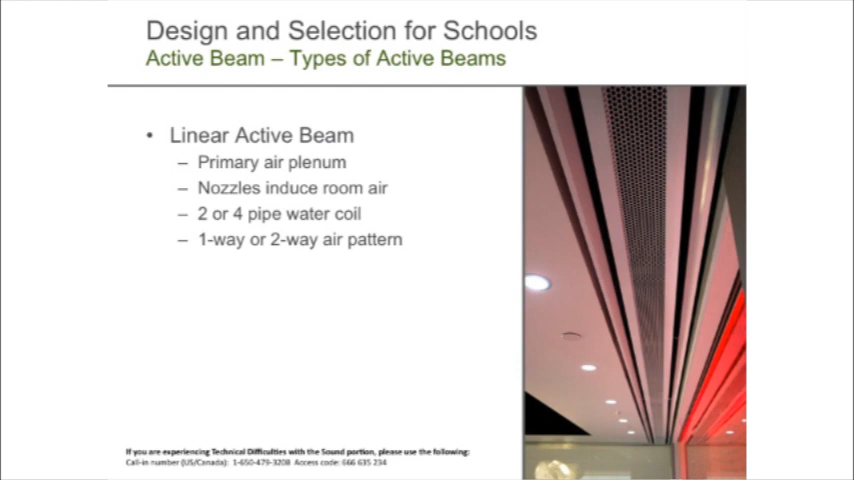 Design and Selection for Schools
Active Beam – Types of Active Beams
• Linear Active Beam
– Primary air plenum
– Nozzles induce room air
– 2 or 4 pipe water coil
– 1-way or 2-way air pattern
If you are experiencing Technical Difficulties with the Sound portion, please use the following:
Call-in number (US/Canada): 1-650-479-3208 Access code: 666 635 234